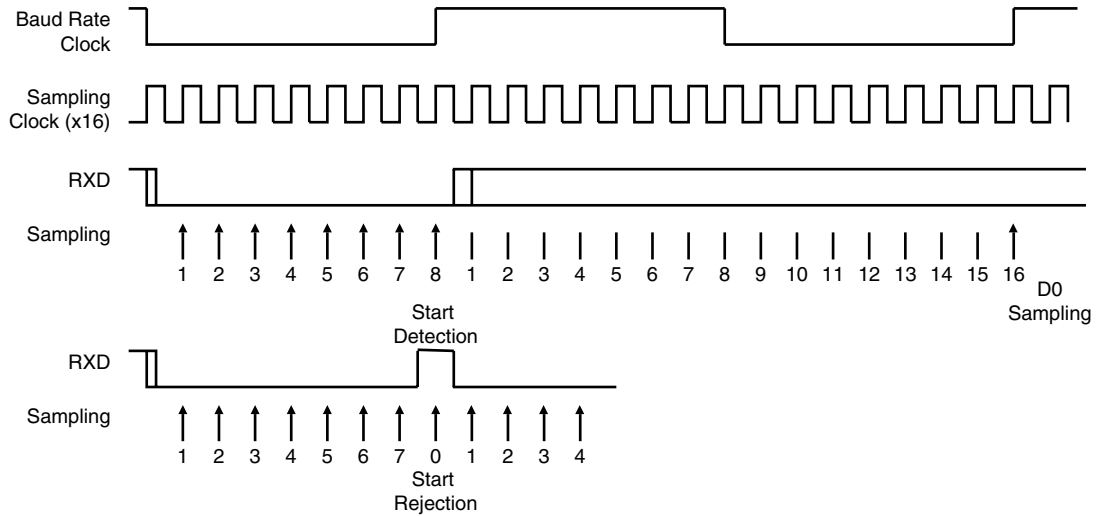 Baud Rate
Clock
Sampling
Clock (x16)
RXD
Sampling
1 2 3 4 5 6 7 8 1 2 3 4 5 6 7 8 9 10 11 12 13 14 15 16
D0
Sampling
Start
Detection
RXD
Sampling
1 2 3 4 5 6 7 0 1 2 3 4
Start
Rejection